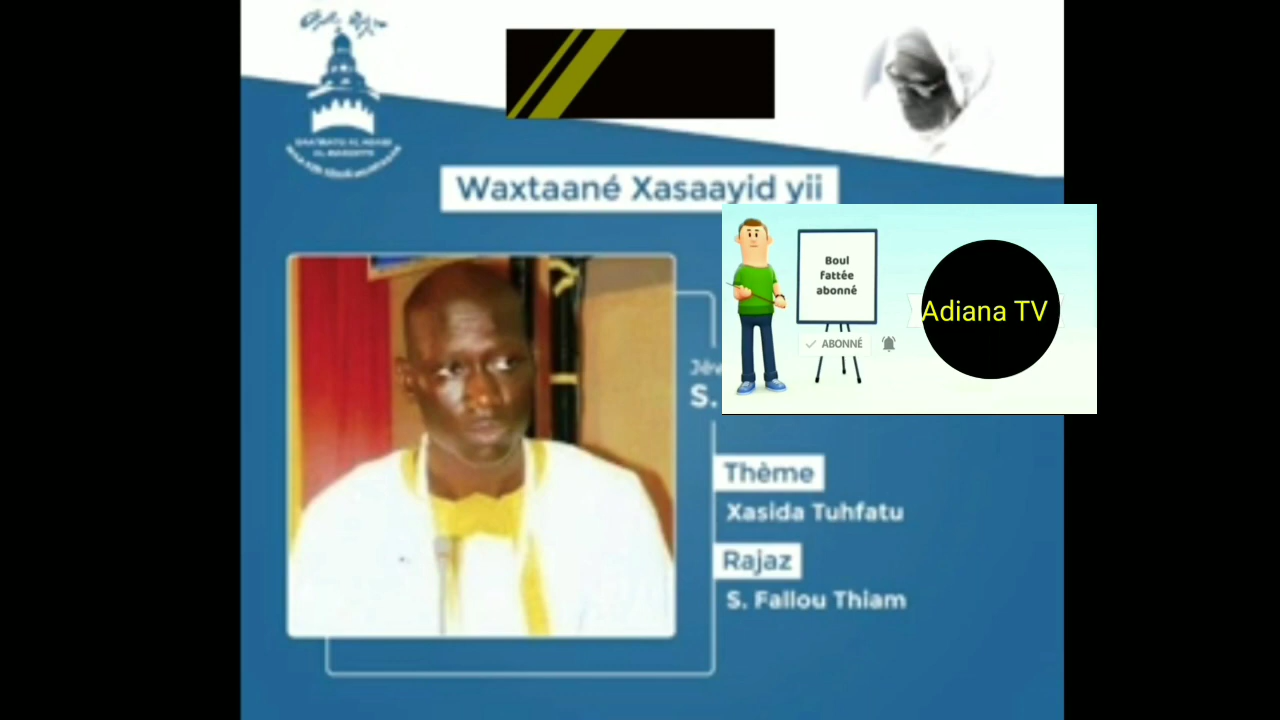 Waxtaané Xasaayid yii
Boul
fattée
abonné
ABONNÉ
Adiana TV
S.
Thème
Xasida Tuhfatu
Rajaz
S. Fallou Thiam